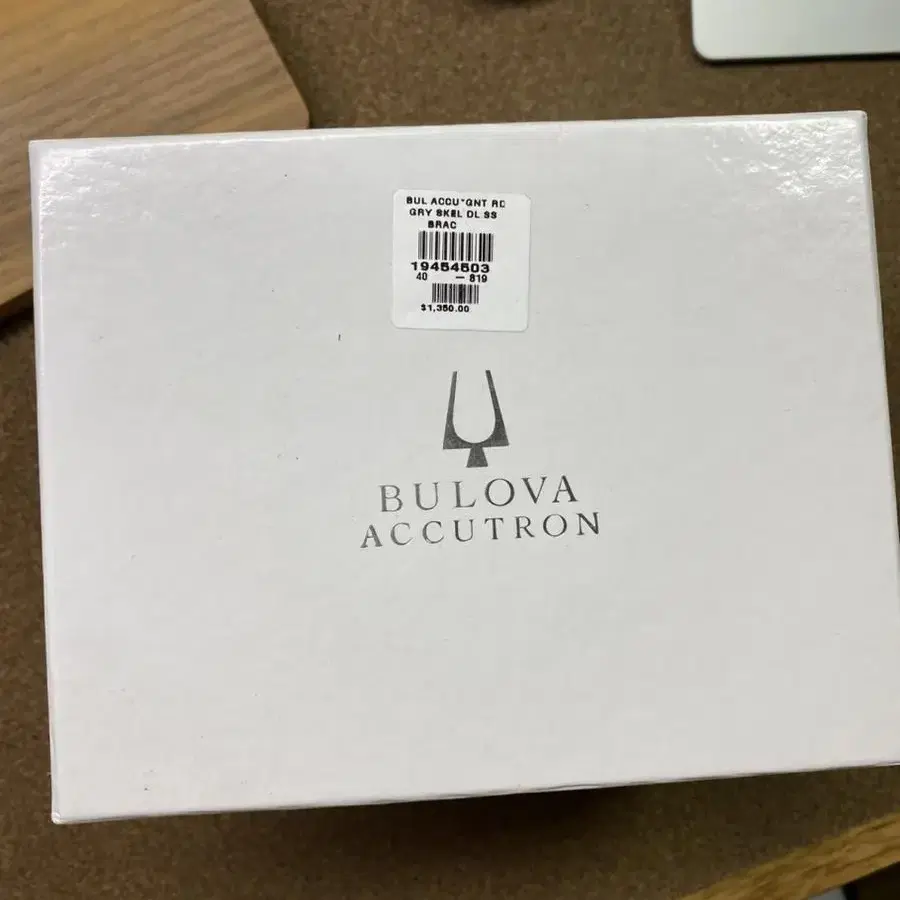 BUL ACCU*GNT RD
GRY SKEL DL SS
BRAC
19454503
40 - 819
$1,350.00
BULOVA
ACCUTRON